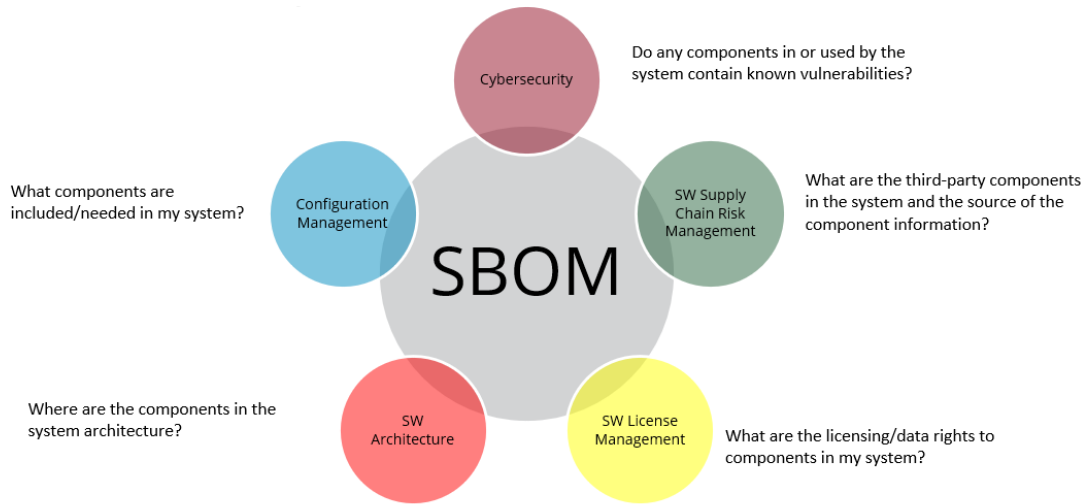 Cybersecurity
Do any components in or used by the
system contain known vulnerabilities?
What components are
included/needed in my system?
Configuration
Management
SW Supply
Chain Risk
Management
What are the third-party components
in the system and the source of the
component information?
SBOM
Where are the components in the
system architecture?
SW
Architecture
SW License
Management
What are the licensing/data rights to
components in my system?